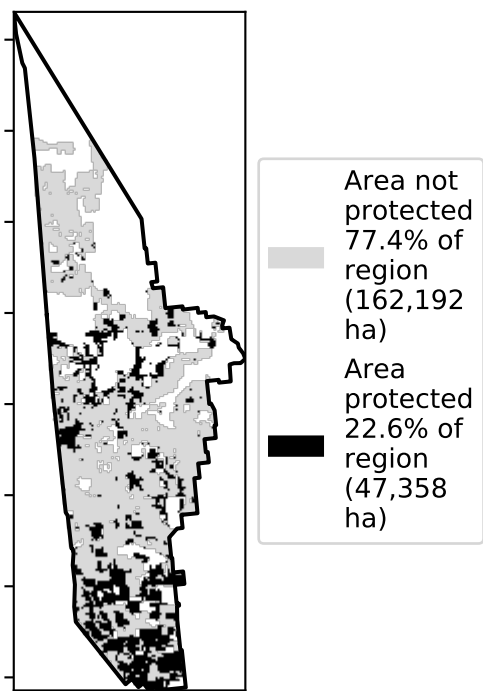 Area not
protected
77.4% of
region
(162,192
ha)
Area
protected
22.6% of
region
(47,358
ha)